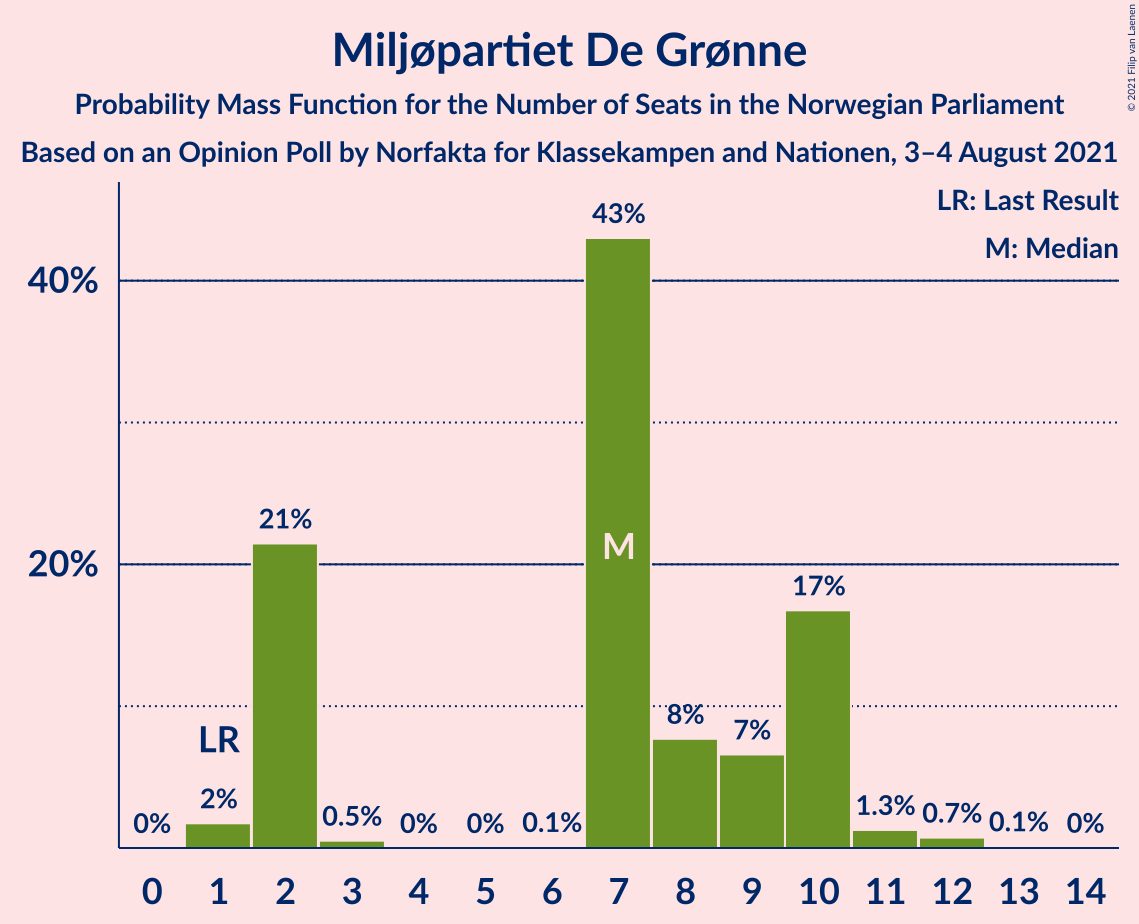 Miljøpartiet De Grønne
Probability Mass Function for the Number of Seats in the Norwegian Parliament
Based on an Opinion Poll by Norfakta for Klassekampen and Nationen, 3–4 August 2021
© 2021 Filip van Laenen
LR: Last Result
M: Median
43%
40%
21%
M
20%
17%
8%
7%
LR
2%
0% 0.5% 0% 0% 0.1% 1.3% 0.7% 0.1% 0%
0 1 2 3 4 5 6 7 8 9 10 11 12 13 14